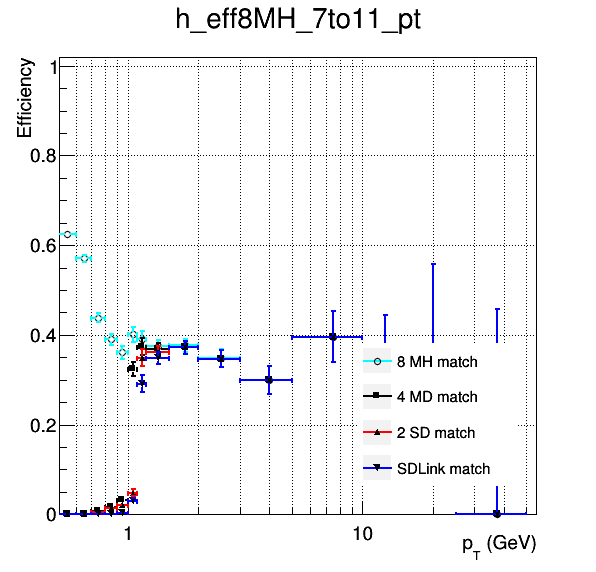 h_eff8MH_7to11_pt
Efficiency
1
0.8
0.6
0.4
0.2
0
8 MH match
4 MD match
2 SD match
SDLink match
1
10
p_T (GeV)